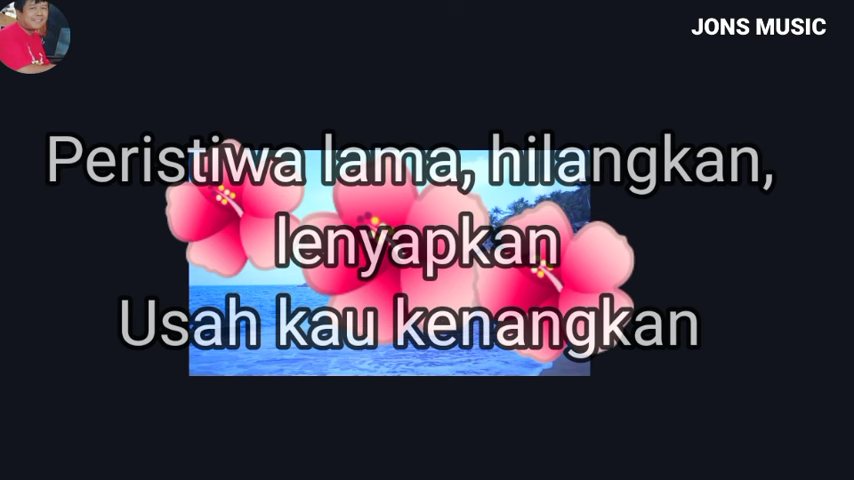 JONS MUSIC
Peristiwa lama, hilangkan,
lenyapkan
Usah kau kenangkan